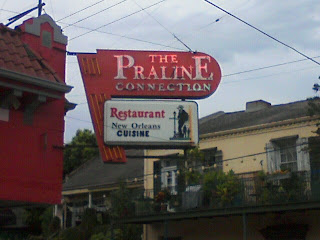 THE
PRALINE
CONNECTION
Restaurant
New Orleans
CUISINE